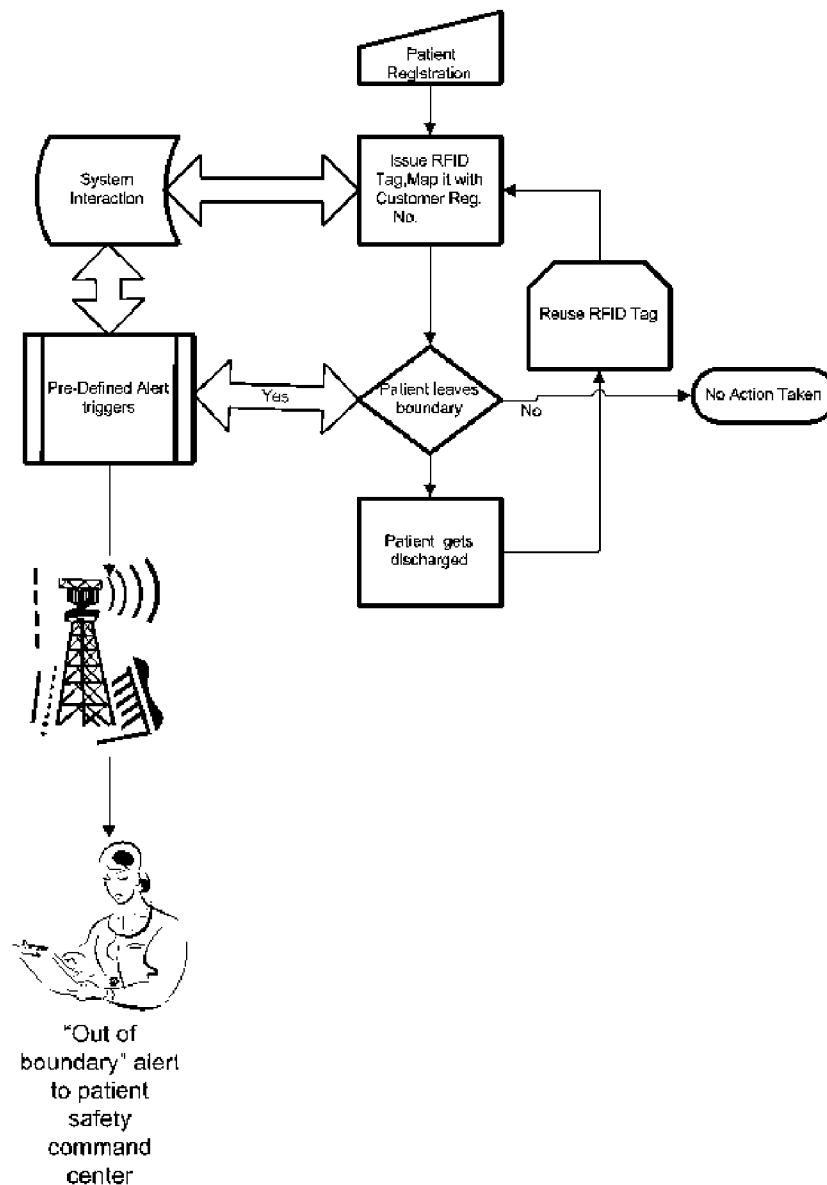 Patient
Registration
Issue RFID
Tag,Map it with
Customer Reg.
No.
System
Interaction
Reuse RFID Tag
Pre-Defined Alert
triggers
Yes
Patient leaves
boundary
No
No Action Taken
Patient gets
discharged
"Out of
boundary" alert
to patient
safety
command
center